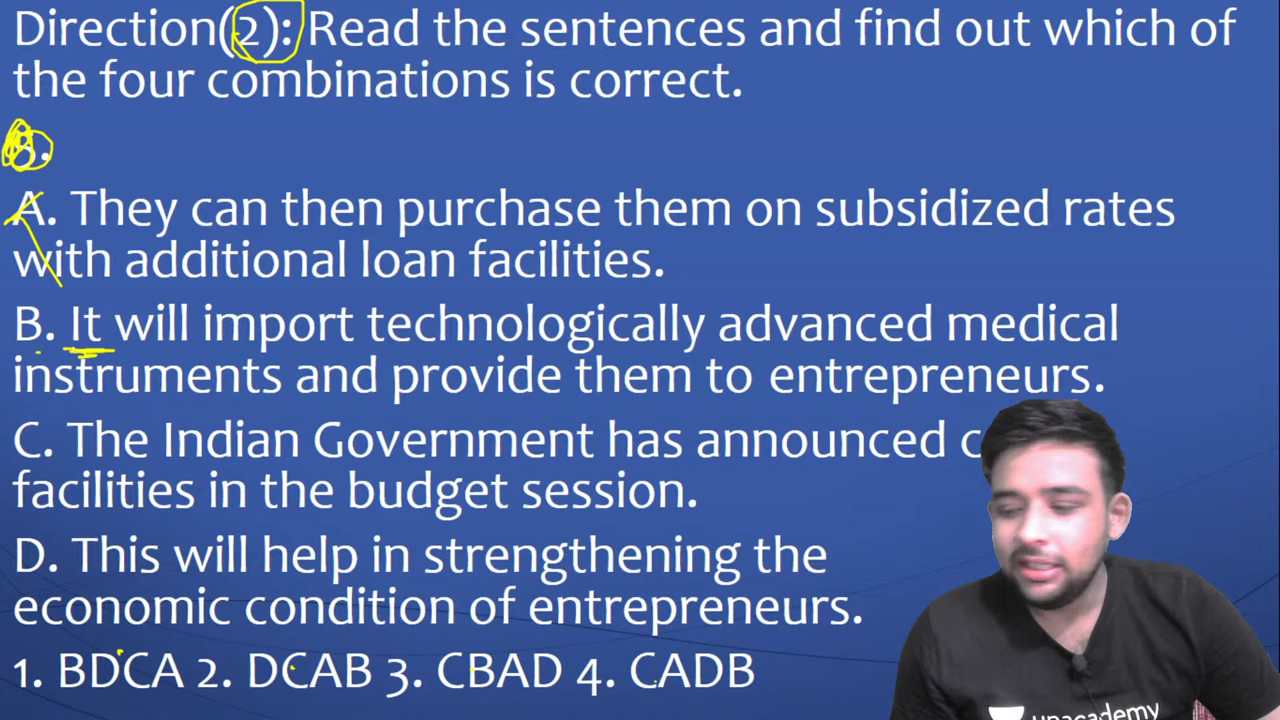 Direction(2): Read the sentences and find out which of
the four combinations is correct.
A. They can then purchase them on subsidized rates
with additional loan facilities.
B. It will import technologically advanced medical
instruments and provide them to entrepreneurs.
C. The Indian Government has announced
facilities in the budget session.
D. This will help in strengthening the
economic condition of entrepreneurs.
1. BDCA 2. DCAB 3. CBAD 4. CADB
unacademy